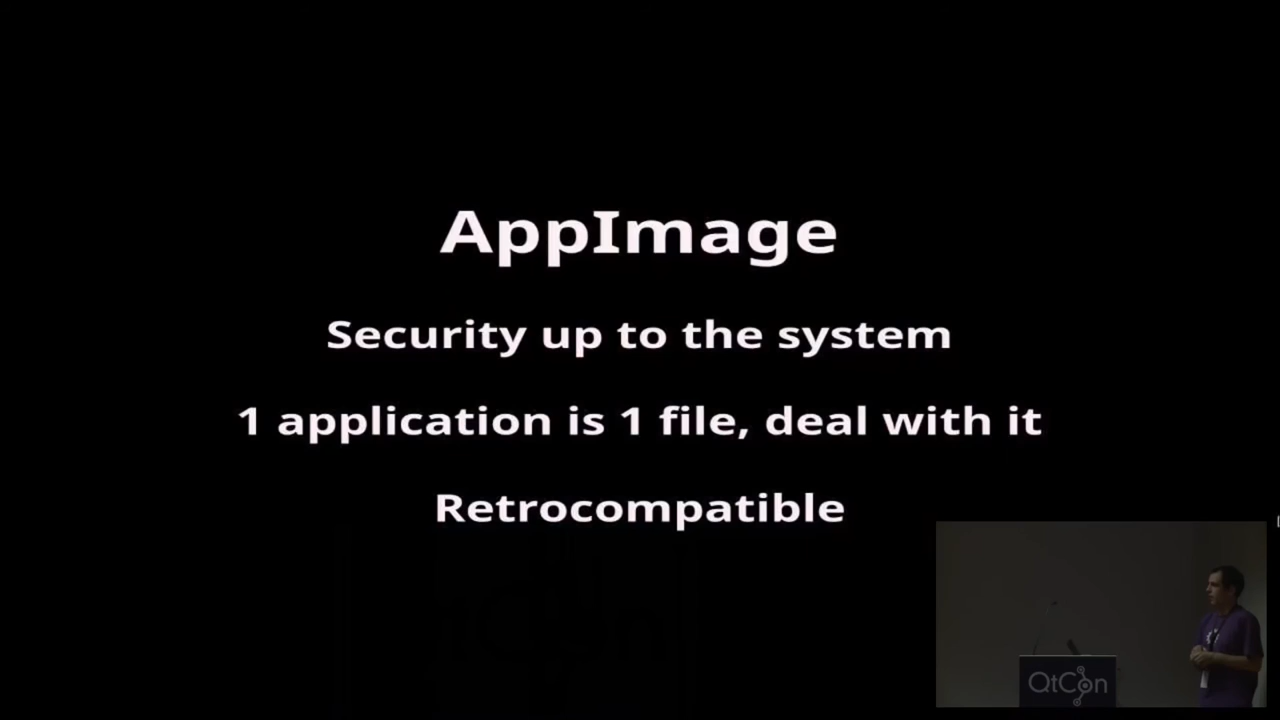 AppImage
Security up to the system
1 application is 1 file, deal with it
Retrocompatible
QtCon